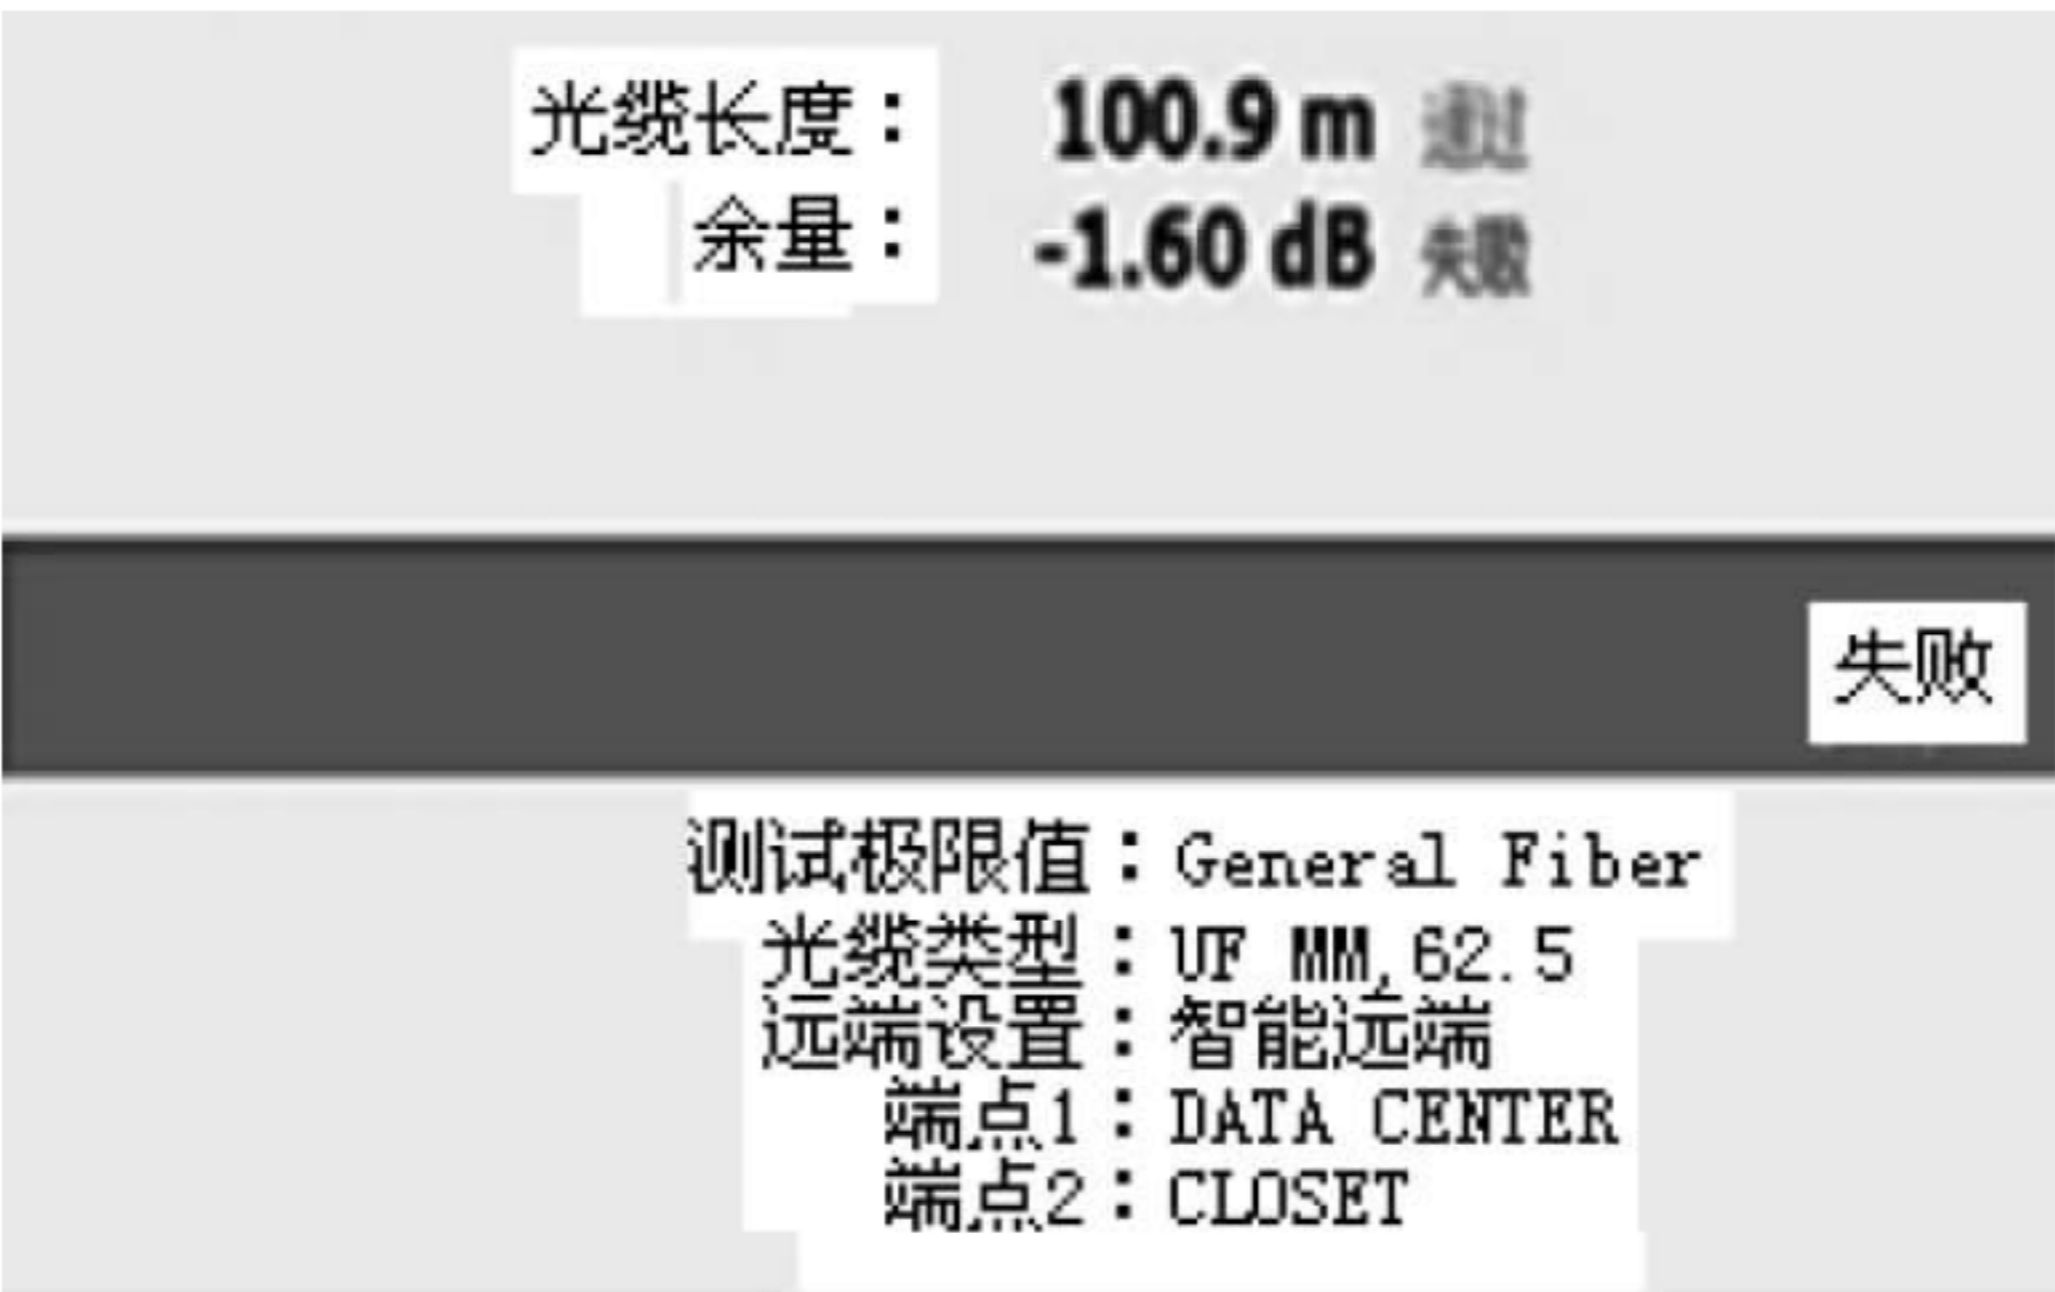 光缆长度： 100.9 m 通过
余量： -1.60 dB 失败
失败
测试极限值：General Fiber
光缆类型：UF MM,62.5
远端设置：智能远端
端点1：DATA CENTER
端点2：CLOSET